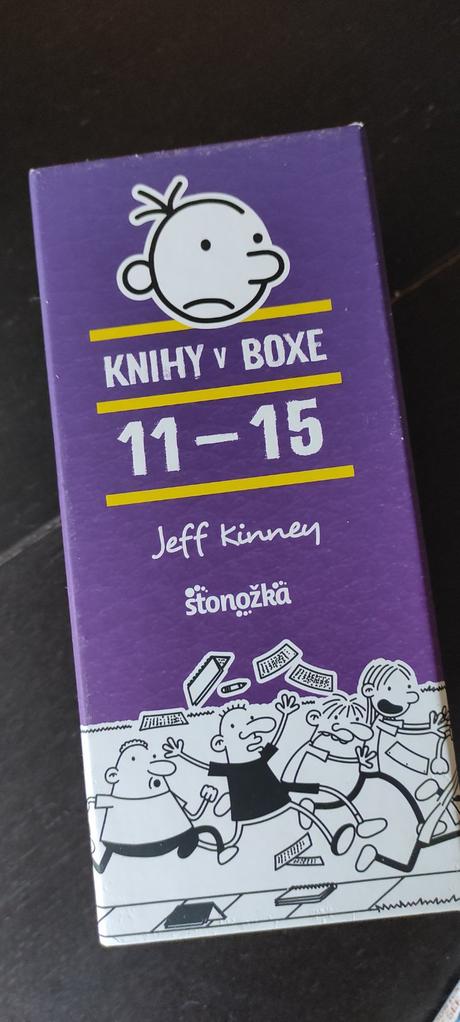 KNIHY V BOXE
11 – 15
Jeff Kinney
stonožka